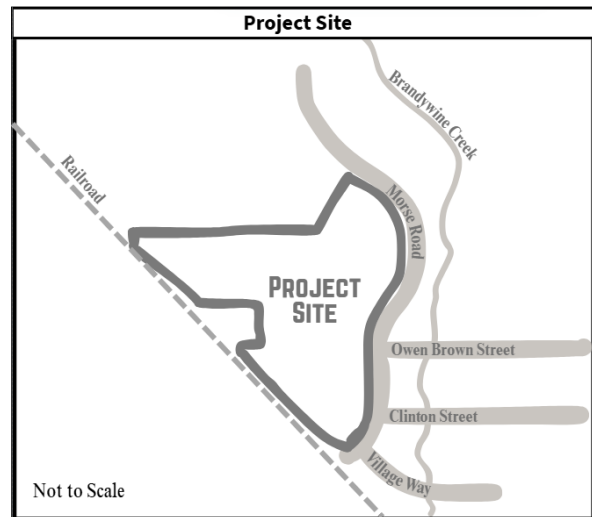 Project Site
Brandywine Creek
Railroad
Morse Road
PROJECT
SITE
Owen Brown Street
Clinton Street
Village Way
Not to Scale